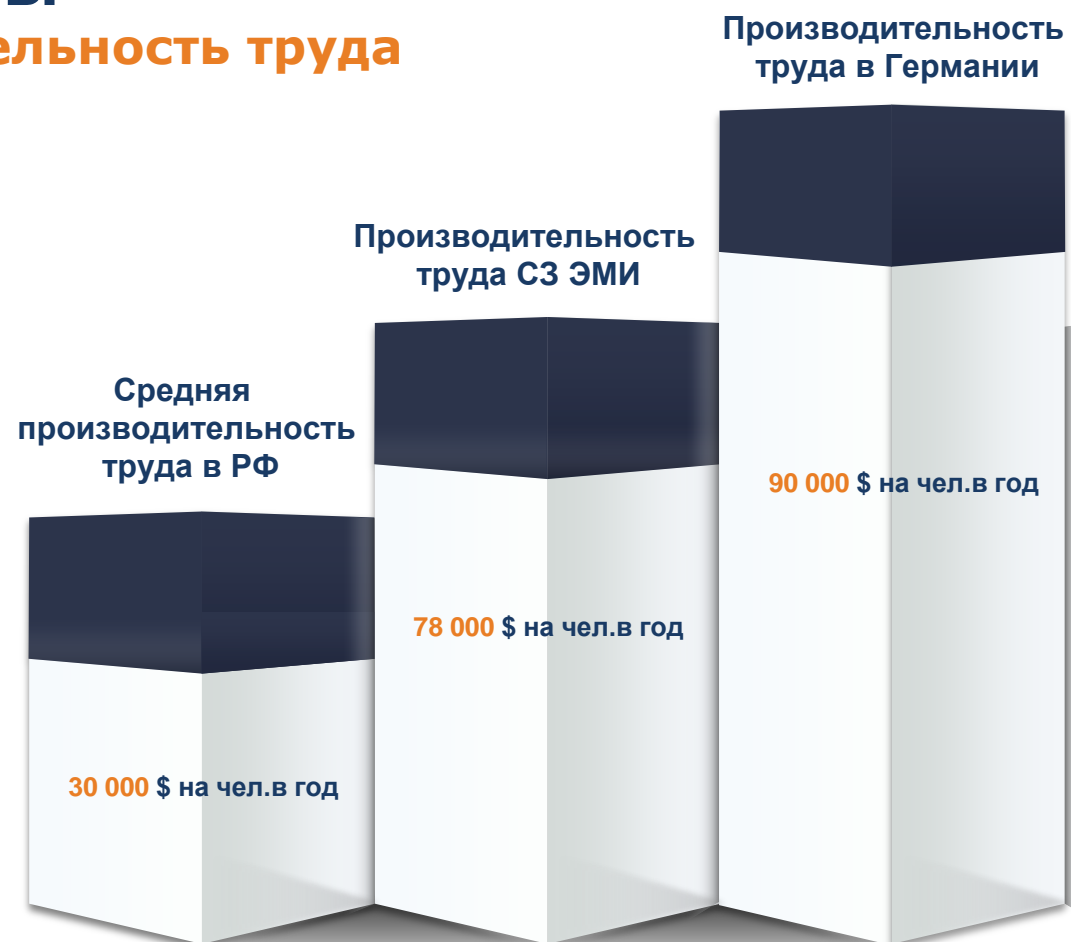 труда
Производительность
труда в Германии
Производительность
труда СЗ ЭМИ
Средняя
производительность
труда в РФ
90 000 $ на чел.в год
78 000 $ на чел.в год
30 000 $ на чел.в год